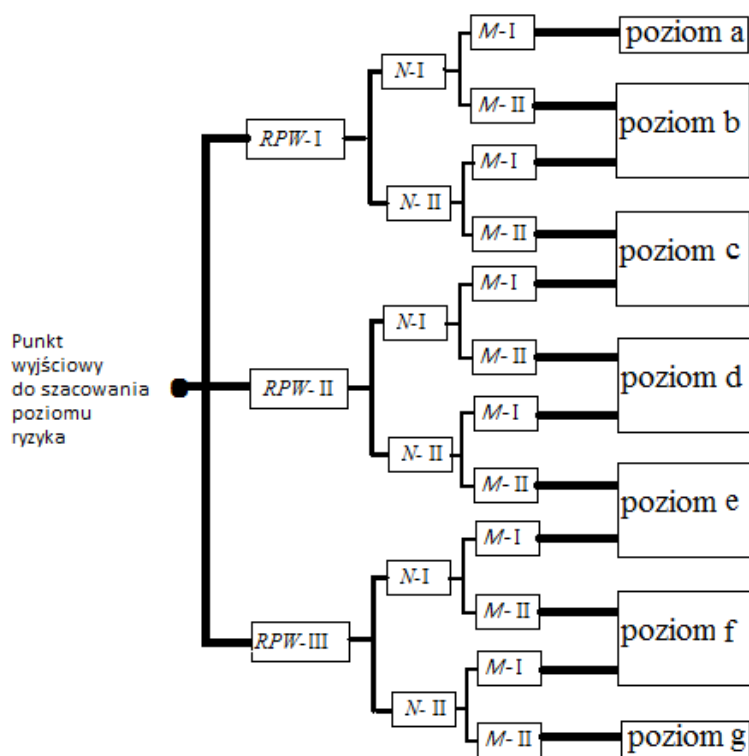 M-I
poziom a
N-I
M-II
poziom b
RPW-I
M-I
N- II
M-II
poziom c
M-I
N-I
Punkt
wyjściowy
do szacowania
poziomu
ryzyka
RPW- II
M-II
poziom d
M-I
N- II
M-II
poziom e
M-I
N-I
M-II
poziom f
RPW-III
M-I
N- II
M-II
poziom g